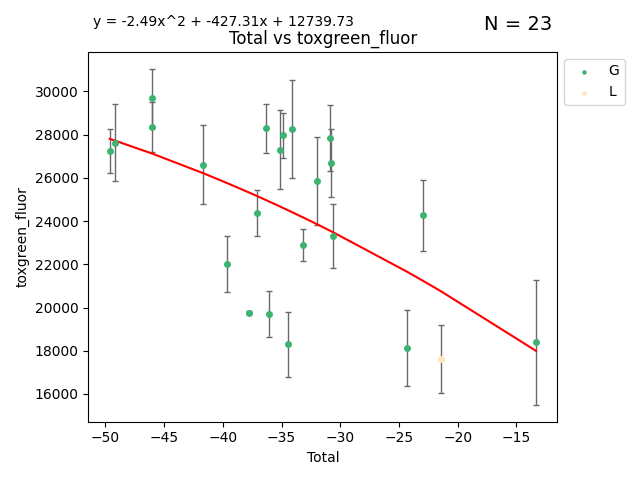 y = -2.49x^2 + -427.31x + 12739.73
N = 23
Total vs toxgreen_fluor
G
L
30000
28000
26000
24000
22000
20000
18000
16000
toxgreen_fluor
−50 −45 −40 −35 −30 −25 −20 −15
Total